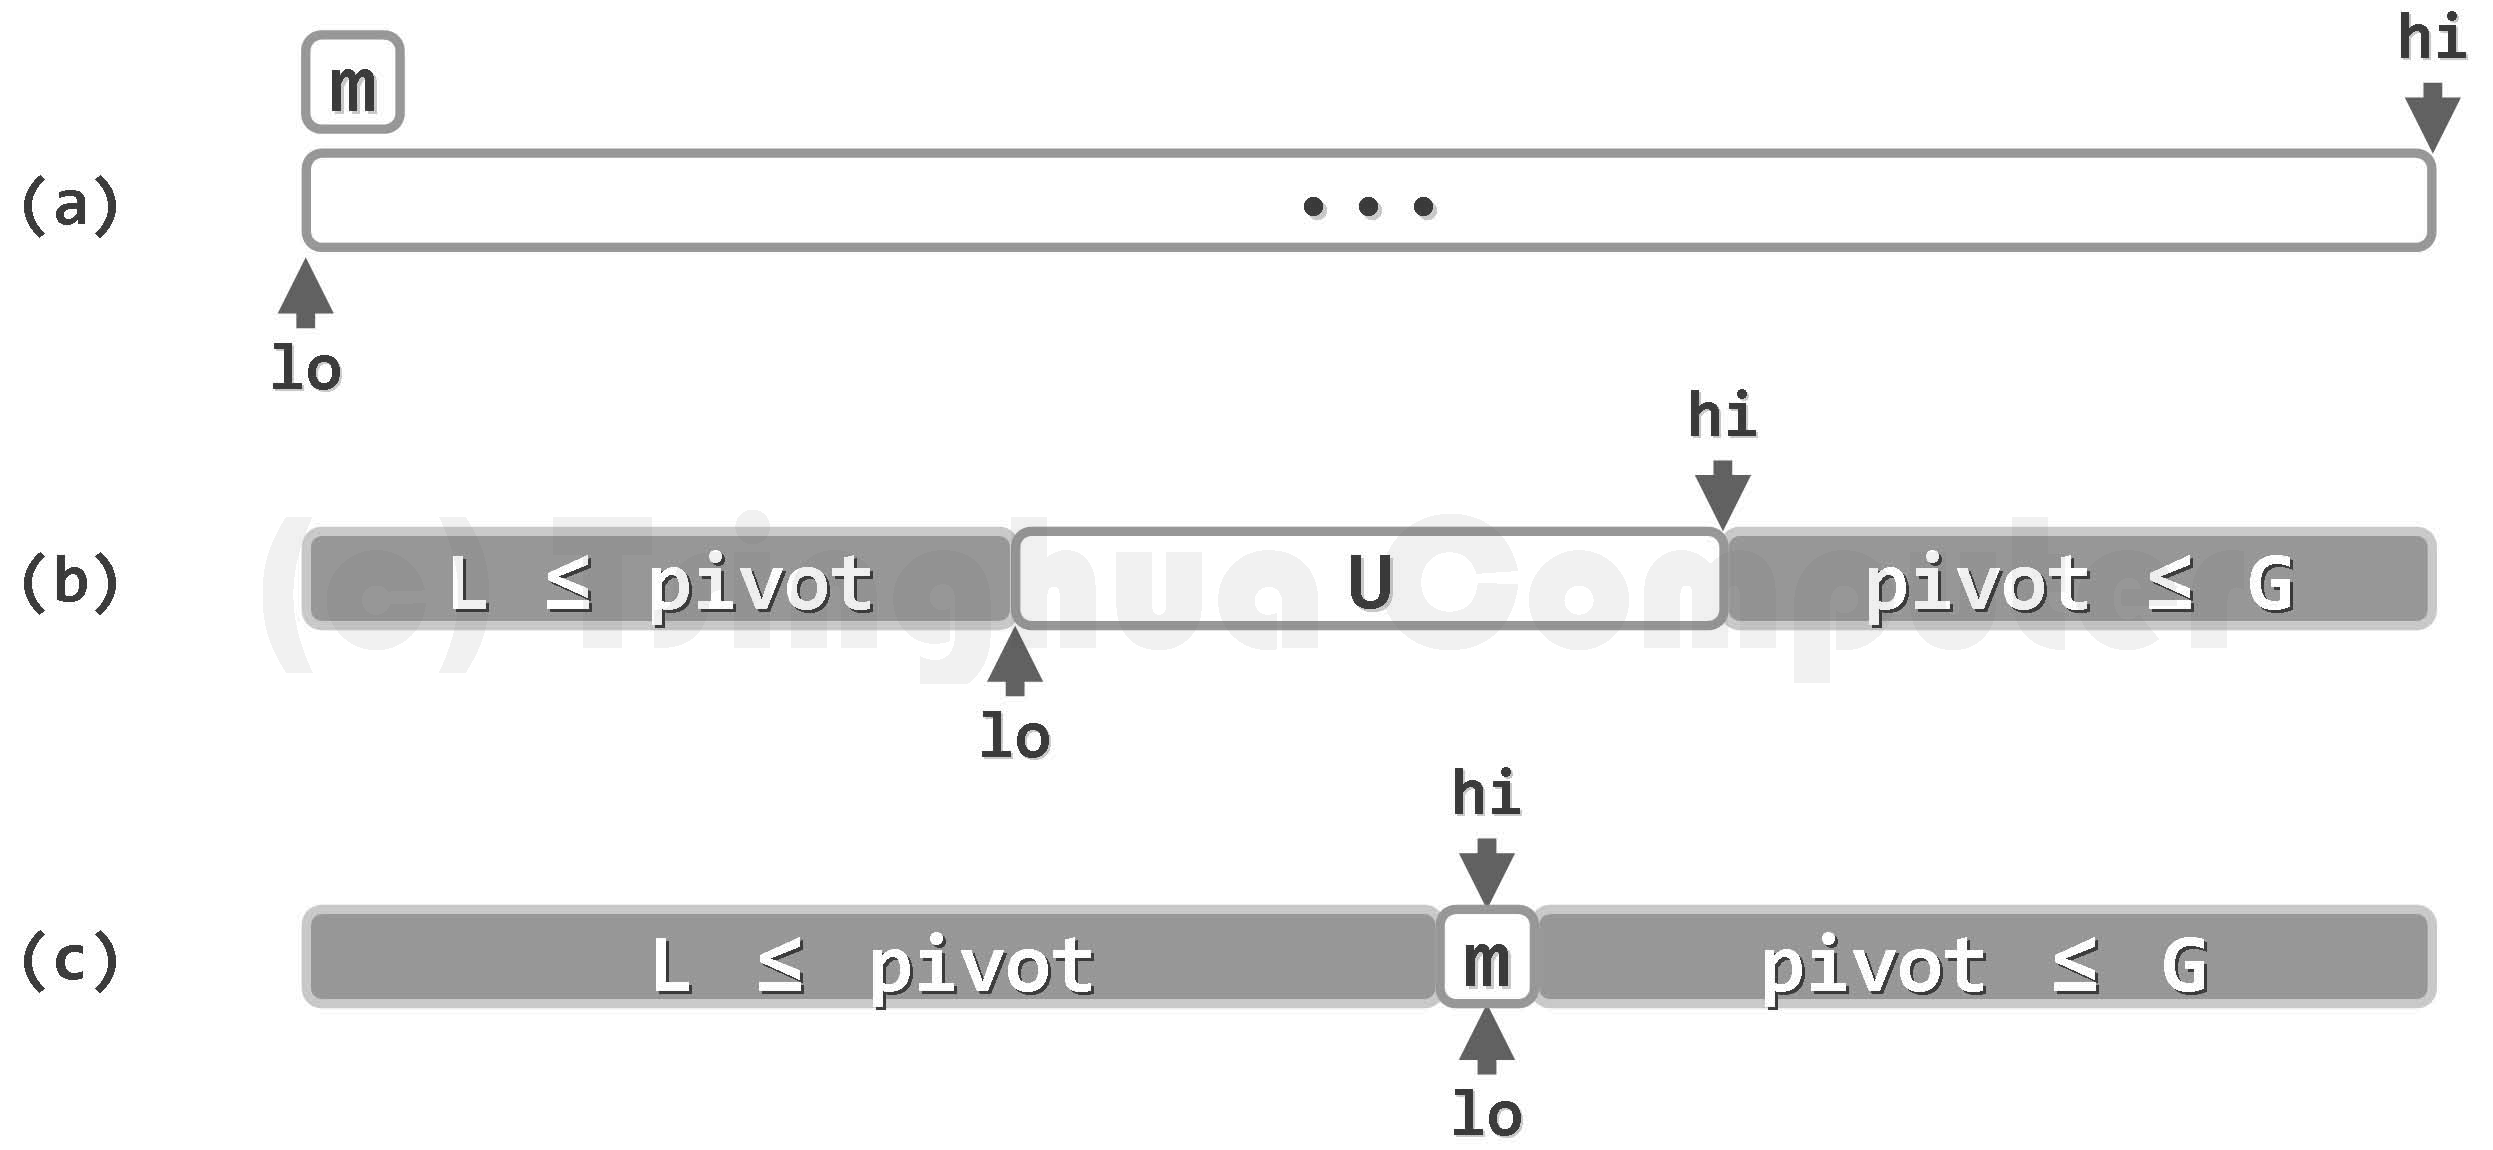 hi
m
(a) • • •
lo
hi
(b) L ≤ pivot U pivot ≤ G
(c) Tsinghua Computer
lo
hi
(c) L ≤ pivot m pivot ≤ G
lo